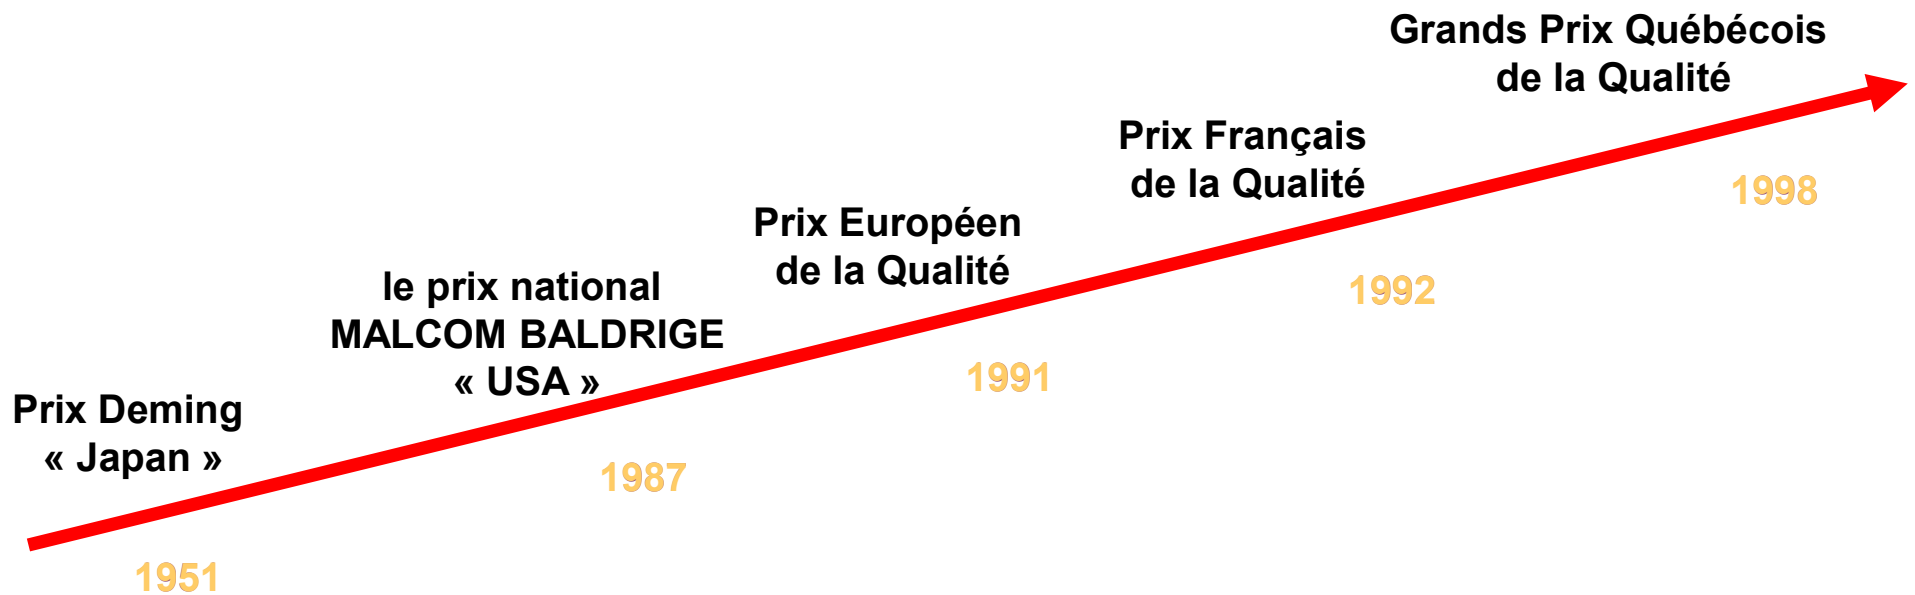 Prix Deming
« Japan »
1951
le prix national
MALCOM BALDRIGE
« USA »
1987
Prix Européen
de la Qualité
1991
Prix Français
de la Qualité
1992
Grands Prix Québécois
de la Qualité
1998